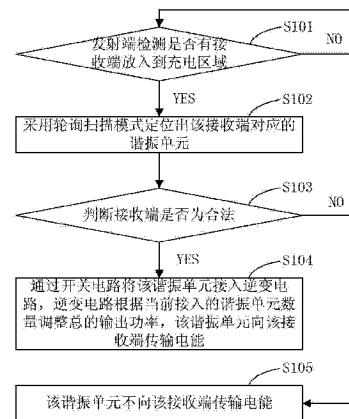 S101
发射端检测是否有接
收端放入到充电区域
NO
YES
S102
采用轮询扫描模式定位出该接收端对应的
谐振单元
S103
判断接收端是否为合法
NO
YES
S104
通过开关电路将该谐振单元接入逆变电
路，逆变电路根据当前接入的谐振单元数
量调整总的输出功率，该谐振单元向该接
收端传输电能
S105
该谐振单元不向该接收端传输电能